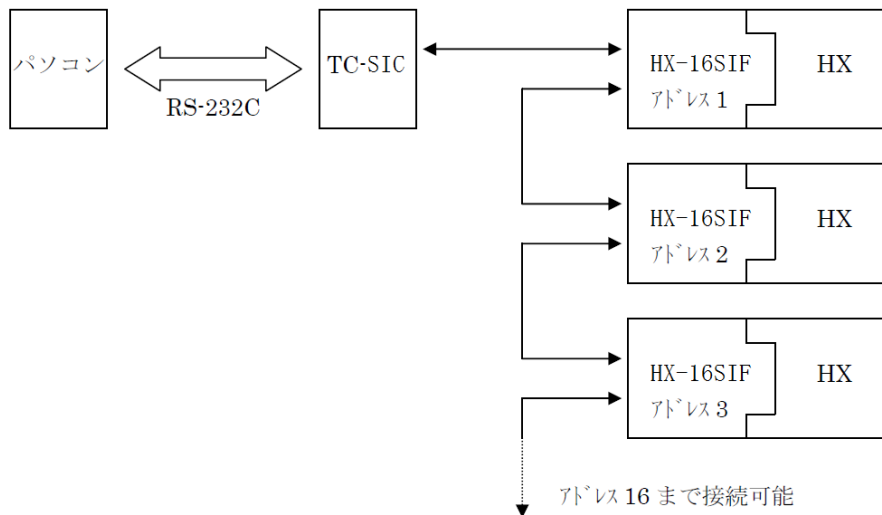 パソコン
RS-232C
TC-SIC
HX-16SIF
ｱﾄﾞﾚｽ 1
HX
HX-16SIF
ｱﾄﾞﾚｽ 2
HX
HX-16SIF
ｱﾄﾞﾚｽ 3
HX
ｱﾄﾞﾚｽ 16 まで接続可能